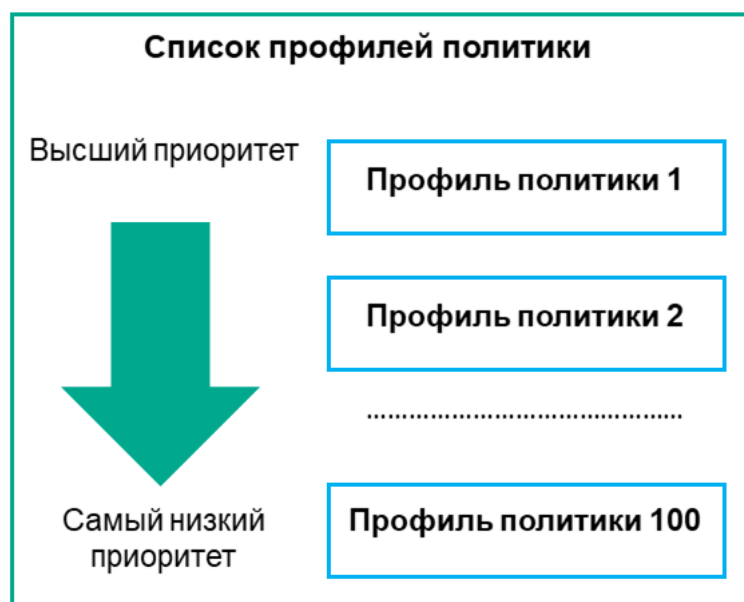 Список профилей политики
Высший приоритет
Профиль политики 1
Профиль политики 2
................................................
Самый низкий
приоритет
Профиль политики 100